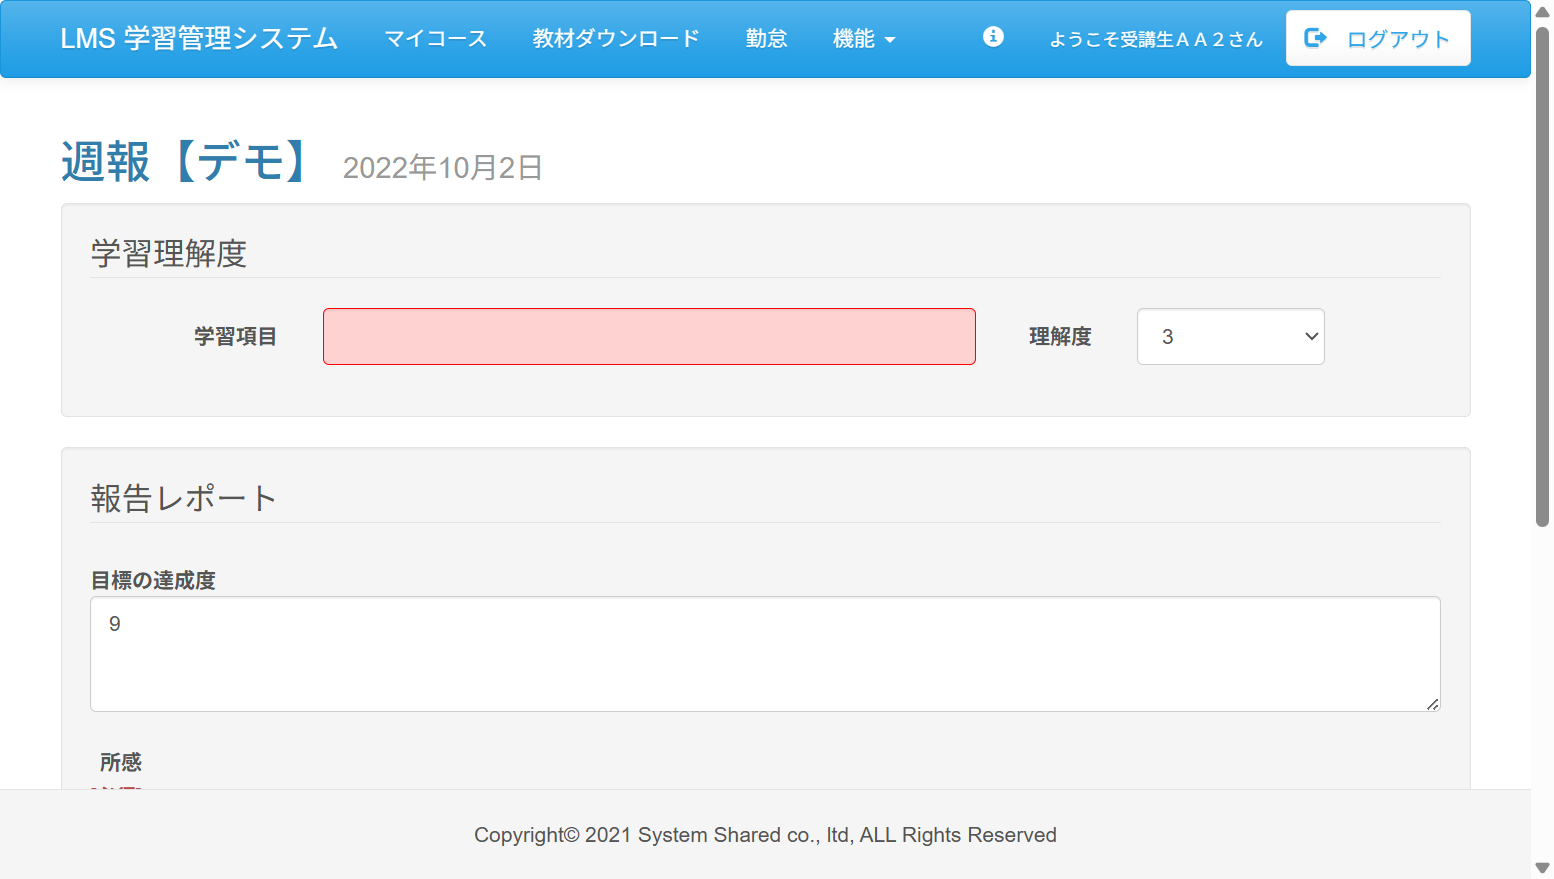 LMS 学習管理システム マイコース 教材ダウンロード 勤怠 機能 ようこそ受講生ＡＡ２さん ログアウト
週報【デモ】 2022年10月2日
学習理解度
学習項目 理解度 3
報告レポート
目標の達成度
9
所感
Copyright© 2021 System Shared co., ltd, ALL Rights Reserved